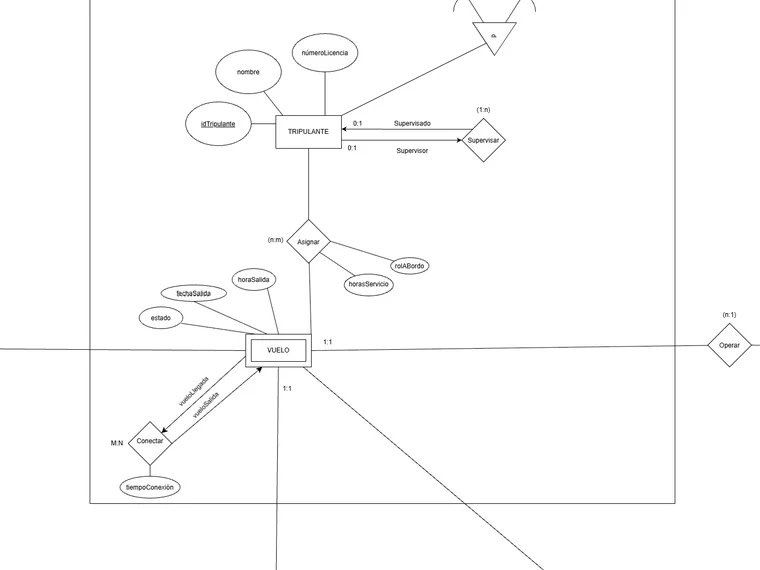 d
númeroLicencia
nombre
idTripulante
TRIPULANTE
0:1
Supervisado
(1:n)
Supervisar
0:1
Supervisor
(n:m)
Asignar
rolABordo
horasServicio
horaSalida
fechaSalida
estado
VUELO
1:1
(n:1)
Operar
1:1
vueloLlegada
vueloSalida
M:N
Conectar
tiempoConexión